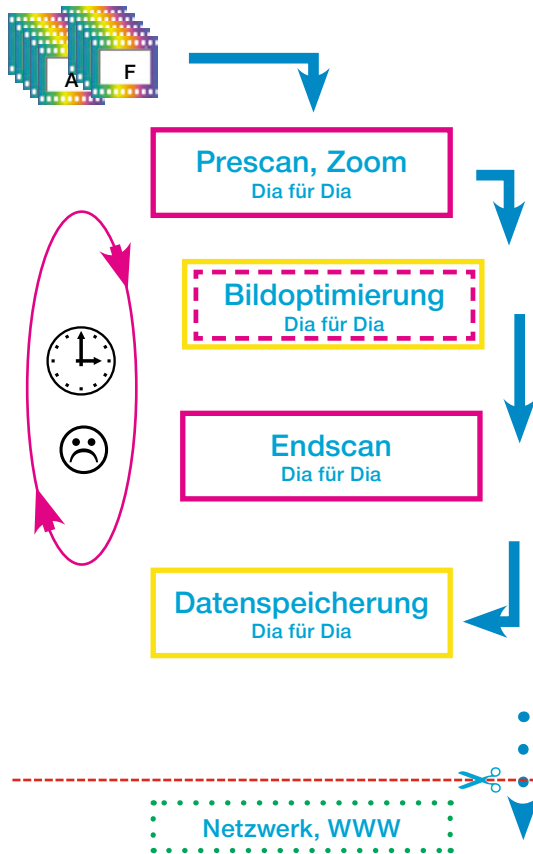 A F
Prescan, Zoom
Dia für Dia
Bildoptimierung
Dia für Dia
Endscan
Dia für Dia
Datenspeicherung
Dia für Dia
Netzwerk, WWW